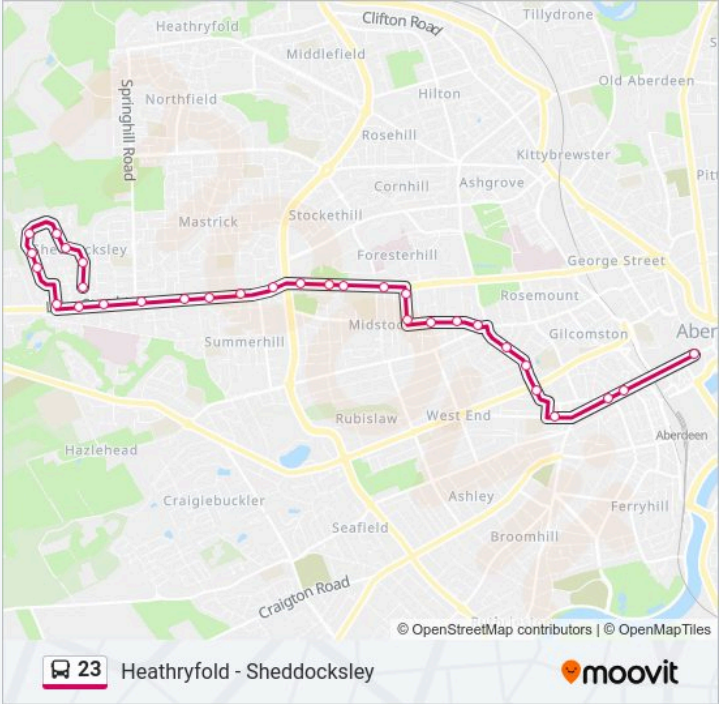 Clifton Road
Tillydrone
Heathryfold
Middlefield
Old Aberdeen
Springhill Road
Northfield
Hilton
Rosehill
Kittybrewster
Cornhill
Ashgrove
Mastrick
Stockethill
Foresterhill
George Street
Rosemount
Gilcomston
Summerhill
Rubislaw
West End
Aberdeen
Hazlehead
Craigiebuckler
Ashley
Ferryhill
Seafield
Broomhill
Craigton Road
© OpenStreetMap contributors | © OpenMapTiles
23 Heathryfold - Sheddocksley
moovit